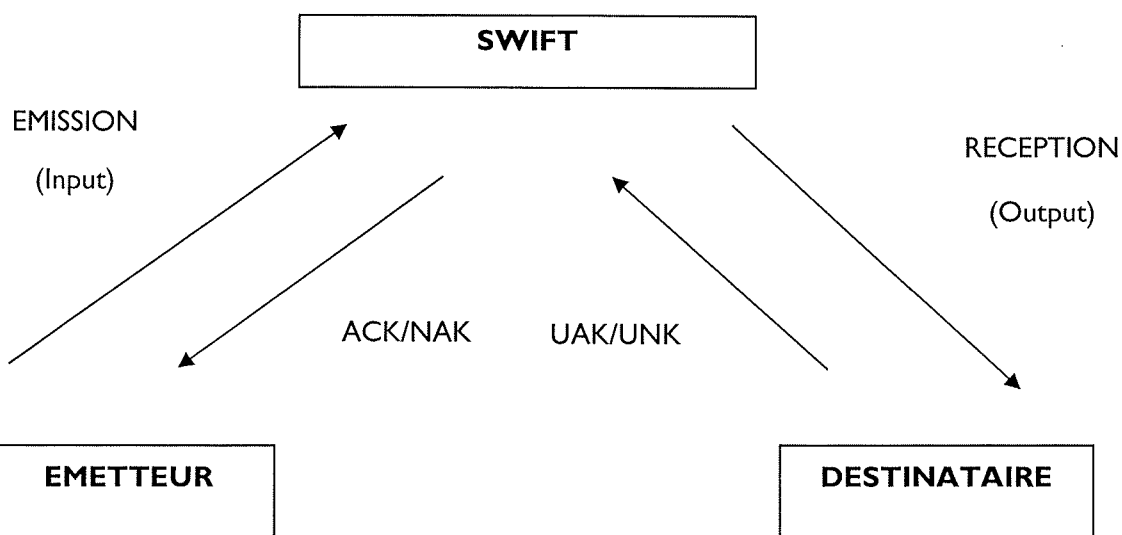 SWIFT
EMISSION
(Input)
RECEPTION
(Output)
ACK/NAK
UAK/UNK
EMETTEUR
DESTINATAIRE